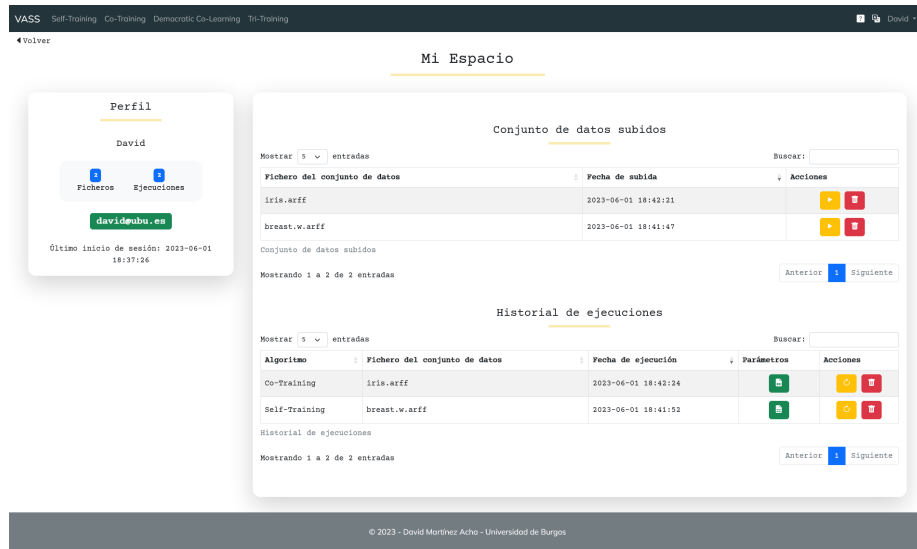 VASS Self-Training Co-Training Democratic Co-Learning Tri-Training David
Volver
Mi Espacio
Perfil
David
2 2
Ficheros Ejecuciones
david@ubu.es
Último inicio de sesión: 2023-06-01
18:37:26
Conjunto de datos subidos
Mostrar 5 entradas Buscar:
Fichero del conjunto de datos Fecha de subida Acciones
iris.arff 2023-06-01 18:42:21
breast.w.arff 2023-06-01 18:41:47
Conjunto de datos subidos
Mostrando 1 a 2 de 2 entradas
Anterior 1 Siguiente
Historial de ejecuciones
Mostrar 5 entradas Buscar:
Algoritmo Fichero del conjunto de datos Fecha de ejecución Parámetros Acciones
Co-Training iris.arff 2023-06-01 18:42:24
Self-Training breast.w.arff 2023-06-01 18:41:52
Historial de ejecuciones
Mostrando 1 a 2 de 2 entradas
Anterior 1 Siguiente
© 2023 - David Martínez Acha - Universidad de Burgos